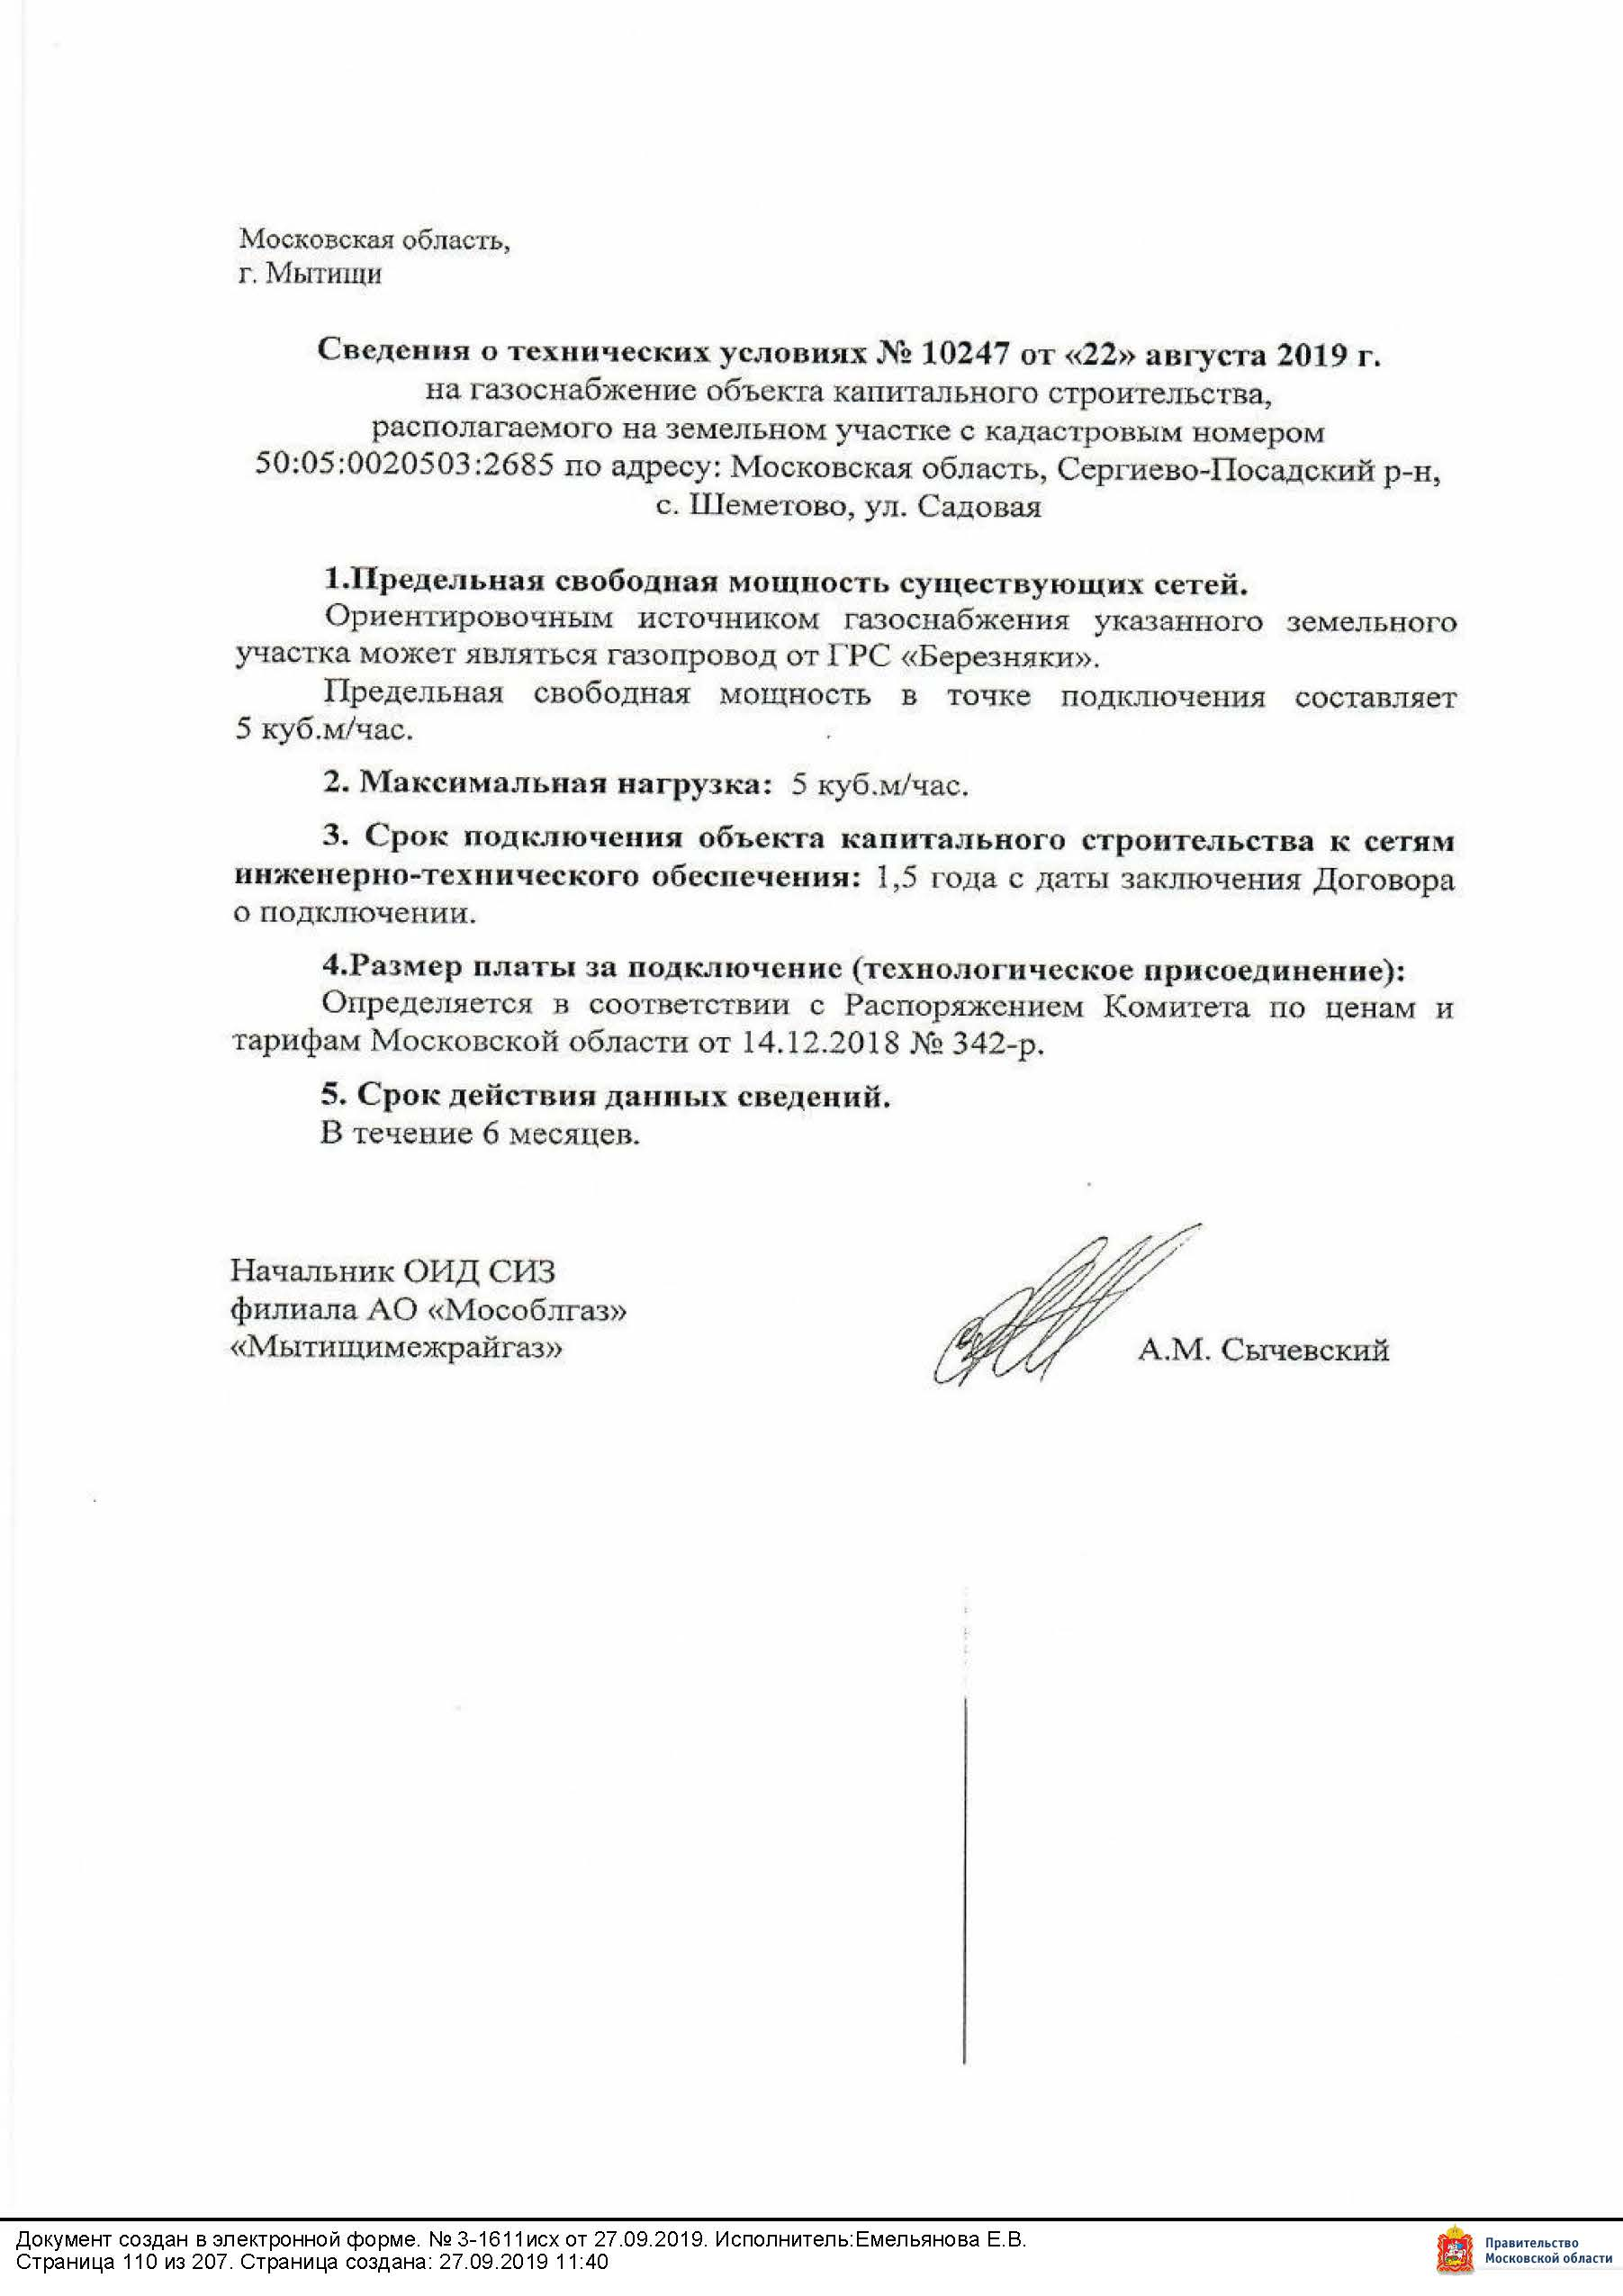 Московская область,
г. Мытищи
Сведения о технических условиях № 10247 от «22» августа 2019 г.
на газоснабжение объекта капитального строительства,
располагаемого на земельном участке с кадастровым номером
50:05:0020503:2685 по адресу: Московская область, Сергиево-Посадский р-н,
с. Шеметово, ул. Садовая
1.Предельная свободная мощность существующих сетей.
Ориентировочным источником газоснабжения указанного земельного
участка может являться газопровод от ГРС «Березняки».
Предельная свободная мощность в точке подключения составляет
5 куб.м/час.
2. Максимальная нагрузка: 5 куб.м/час.
3. Срок подключения объекта капитального строительства к сетям
инженерно-технического обеспечения: 1,5 года с даты заключения Договора
о подключении.
4.Размер платы за подключение (технологическое присоединение):
Определяется в соответствии с Распоряжением Комитета по ценам и
тарифам Московской области от 14.12.2018 № 342-р.
5. Срок действия данных сведений.
В течение 6 месяцев.
Начальник ОИД СИЗ
филиала АО «Мособлгаз»
«Мытищимежрайгаз»
А.М. Сычевский
Документ создан в электронной форме. № 3-1611исх от 27.09.2019. Исполнитель:Емельянова Е.В.
Страница 110 из 207. Страница создана: 27.09.2019 11:40
Правительство
Московской области